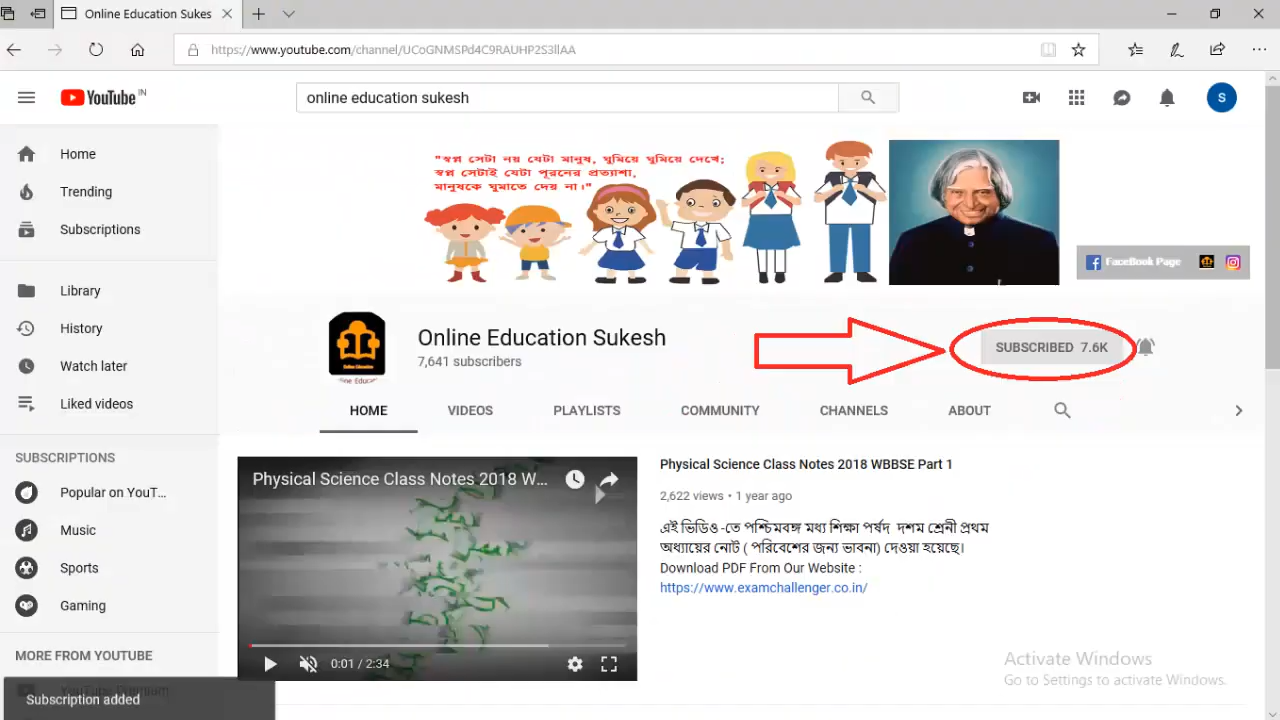 Online Education Sukes
https://www.youtube.com/channel/UCoGNMSPd4C9RAUHP2S3llAA
YouTube IN
online education sukesh
S
Home
Trending
Subscriptions
Library
History
Watch later
Liked videos
SUBSCRIPTIONS
Popular on YouT...
Music
Sports
Gaming
MORE FROM YOUTUBE
YouTube Premium
Subscription added
"স্বপ্ন সেটা নয় যেটা মানুষ, ঘুমিয়ে ঘুমিয়ে দেখে;
স্বপ্ন সেটাই যেটা পূরনের প্রত্যাশা,
মানুষকে ঘুমাতে দেয় না।"
FaceBook Page
Online Education Sukesh
7,641 subscribers
SUBSCRIBED 7.6K
HOME VIDEOS PLAYLISTS COMMUNITY CHANNELS ABOUT
Physical Science Class Notes 2018 W...
0:01 / 2:34
Physical Science Class Notes 2018 WBBSE Part 1
2,622 views • 1 year ago
এই ভিডিও -তে পশ্চিমবঙ্গ মধ্য শিক্ষা পর্ষদ দশম শ্রেনী প্রথম
অধ্যায়ের নোট ( পরিবেশের জন্য ভাবনা) দেওয়া হয়েছে।
Download PDF From Our Website :
https://www.examchallenger.co.in/
Activate Windows
Go to Settings to activate Windows.